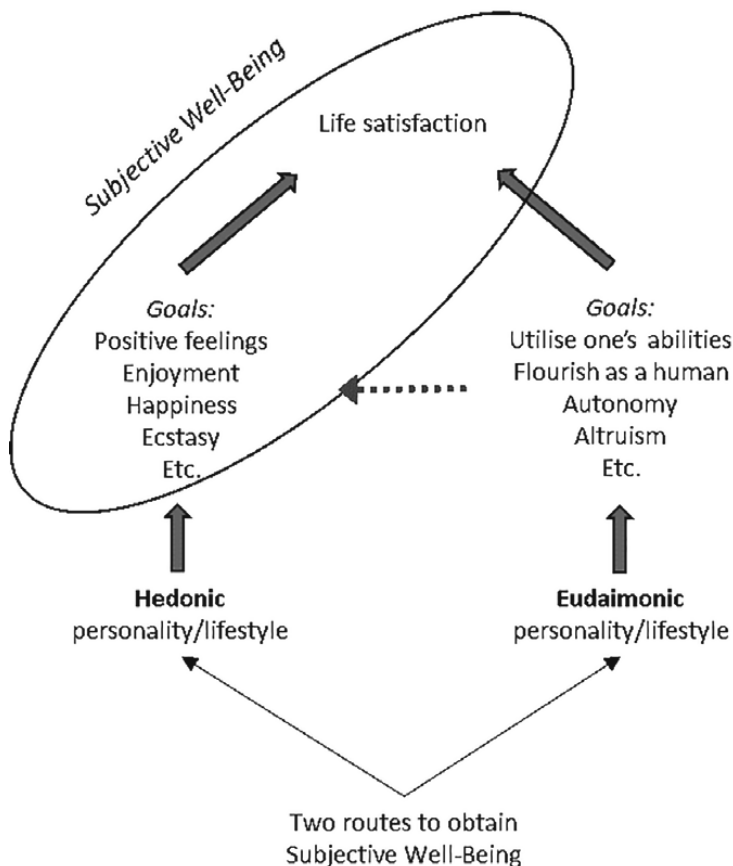 Subjective Well-Being
Life satisfaction
Goals:
Positive feelings
Enjoyment
Happiness
Ecstasy
Etc.
Goals:
Utilise one's abilities
Flourish as a human
Autonomy
Altruism
Etc.
Hedonic
personality/lifestyle
Eudaimonic
personality/lifestyle
Two routes to obtain
Subjective Well-Being